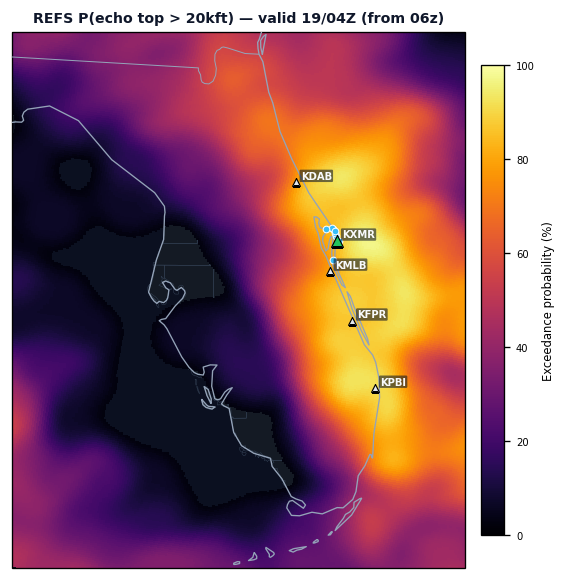 REFS P(echo top > 20kft) — valid 19/04Z (from 06z)
KDAB
KXMR
KMLB
KFPR
KPBI
100
80
60
40
20
0
Exceedance probability (%)